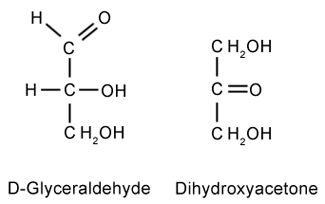 H O
C CH₂OH
H—C—OH C=O
CH₂OH CH₂OH
D-Glyceraldehyde Dihydroxyacetone